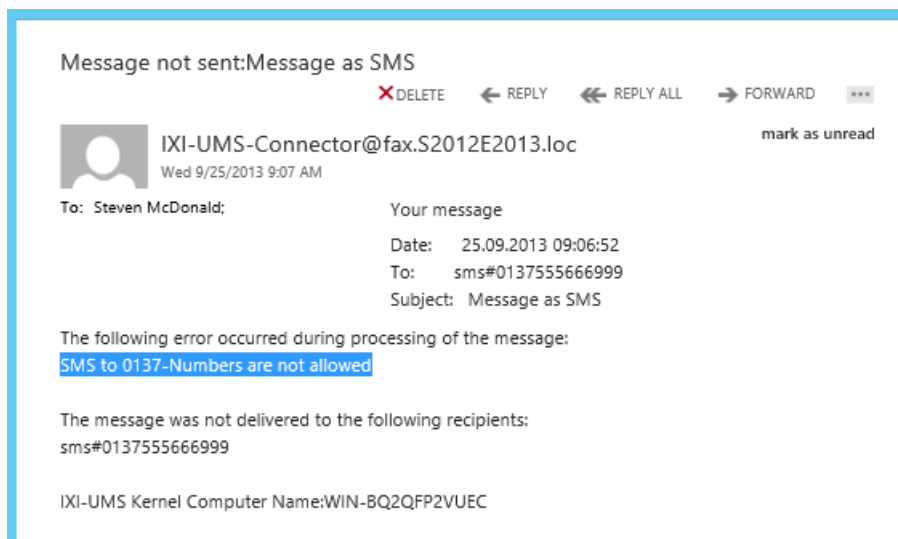 Message not sent:Message as SMS
DELETE REPLY REPLY ALL FORWARD ...
IXI-UMS-Connector@fax.S2012E2013.loc
mark as unread
Wed 9/25/2013 9:07 AM
To: Steven McDonald;
Your message
Date: 25.09.2013 09:06:52
To: sms#0137555666999
Subject: Message as SMS
The following error occurred during processing of the message:
SMS to 0137-Numbers are not allowed
The message was not delivered to the following recipients:
sms#0137555666999
IXI-UMS Kernel Computer Name:WIN-BQ2QFP2VUEC